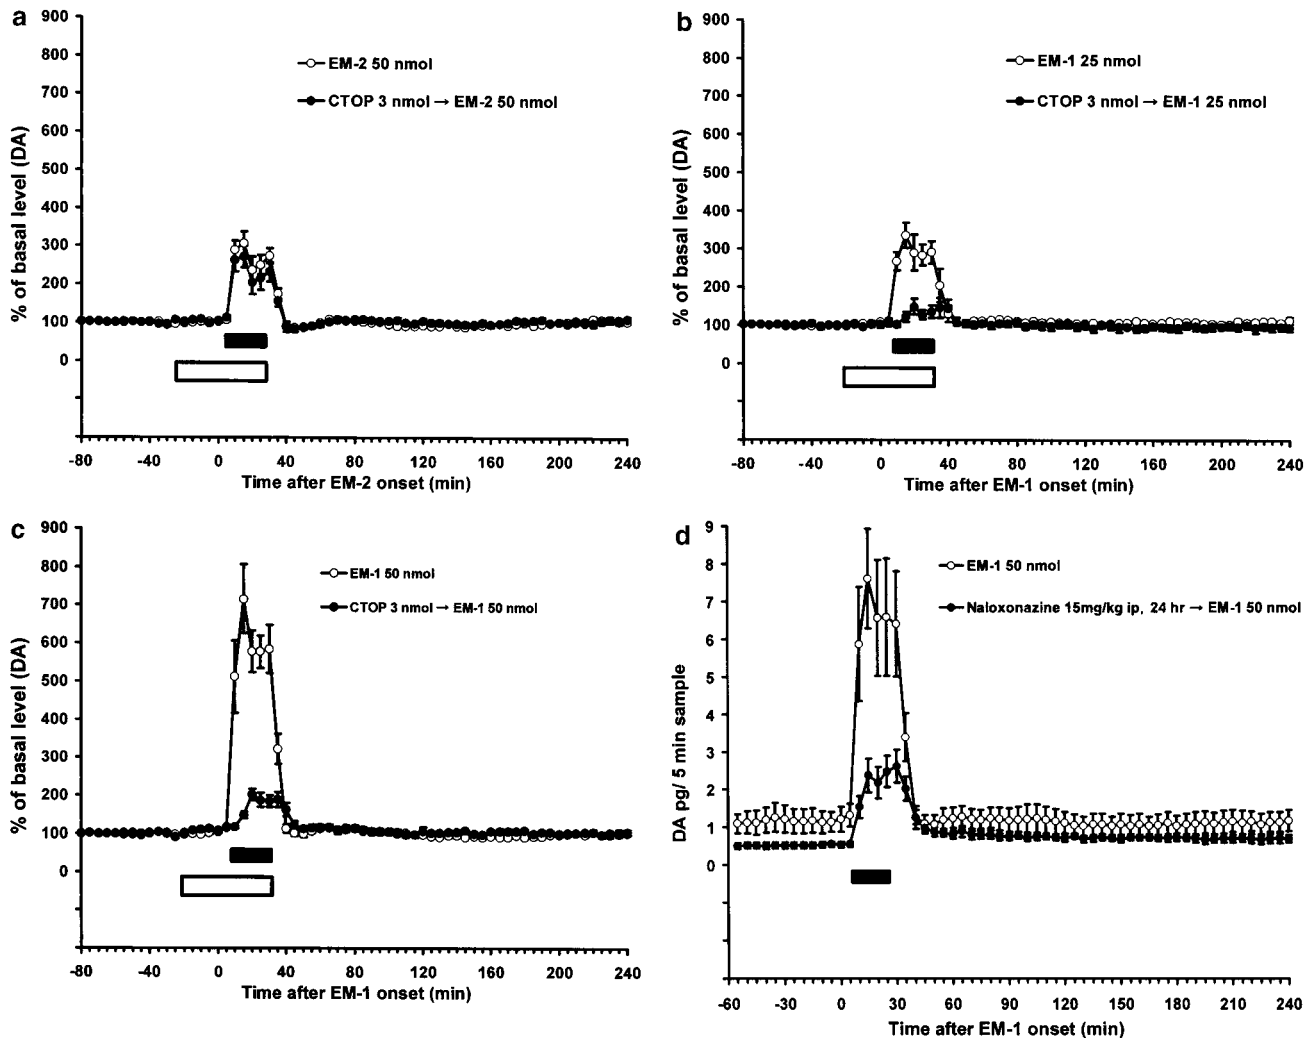 a
900
800
700
600
500
400
300
200
100
0
% of basal level (DA)
EM-2 50 nmol
CTOP 3 nmol → EM-2 50 nmol
-80 -40 0 40 80 120 160 200 240
Time after EM-2 onset (min)
b
900
800
700
600
500
400
300
200
100
0
% of basal level (DA)
EM-1 25 nmol
CTOP 3 nmol → EM-1 25 nmol
-80 -40 0 40 80 120 160 200 240
Time after EM-1 onset (min)
c
900
800
700
600
500
400
300
200
100
0
% of basal level (DA)
EM-1 50 nmol
CTOP 3 nmol → EM-1 50 nmol
-80 -40 0 40 80 120 160 200 240
Time after EM-1 onset (min)
d
9
8
7
6
5
4
3
2
1
0
DA pg/ 5 min sample
EM-1 50 nmol
Naloxonazine 15mg/kg ip, 24 hr → EM-1 50 nmol
-60 -30 0 30 60 90 120 150 180 210 240
Time after EM-1 onset (min)